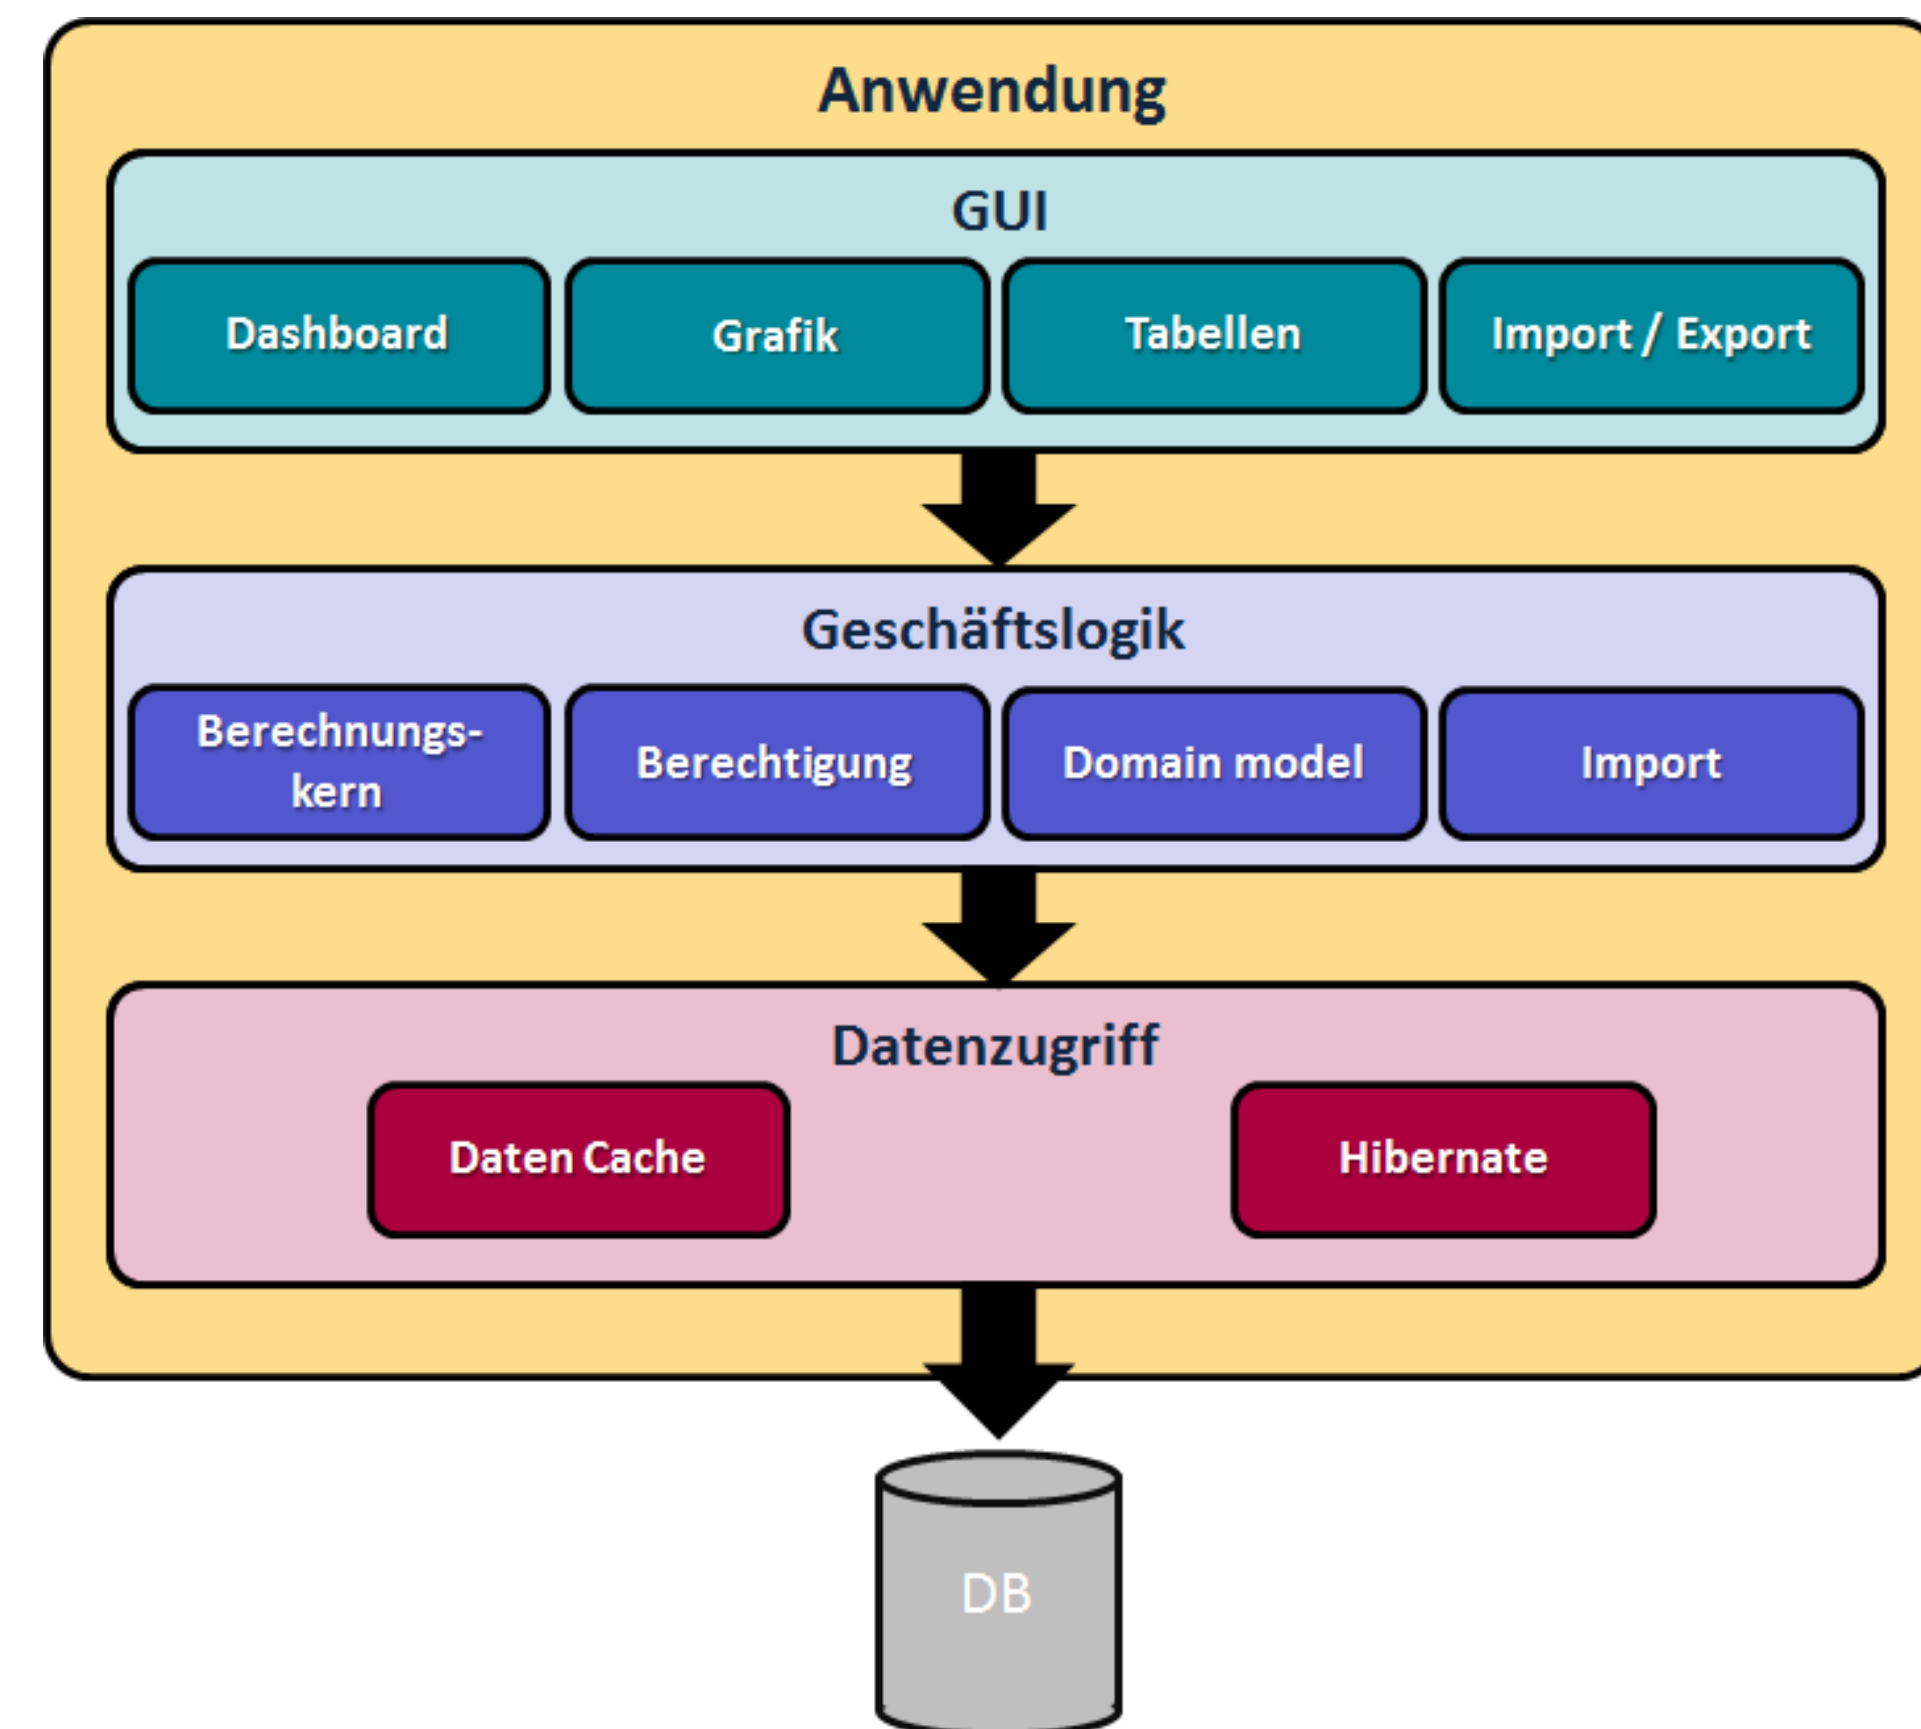 Anwendung
GUI
Dashboard
Grafik
Tabellen
Import / Export
Geschäftslogik
Berechnungs-
kern
Berechtigung
Domain model
Import
Datenzugriff
Daten Cache
Hibernate
DB